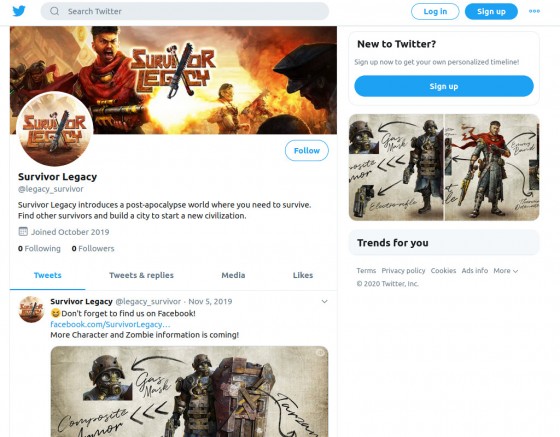 Search Twitter
Log in
Sign up
SURVIVOR
LEGACY
SURVIVOR
LEGACY
Follow
Survivor Legacy
@legacy_survivor
Survivor Legacy introduces a post-apocalypse world where you need to survive.
Find other survivors and build a city to start a new civilization.
Joined October 2019
0 Following 0 Followers
Tweets Tweets & replies Media Likes
Survivor Legacy @legacy_survivor · Nov 5, 2019
😆Don't forget to find us on Facebook!
facebook.com/SurvivorLegacy…
More Character and Zombie information is coming!
Gas
Mask
Composite
Armor
Tarzan
New to Twitter?
Sign up now to get your own personalized timeline!
Sign up
Gas
Mask
Composite
Armor
Trends for you
Terms Privacy policy Cookies Ads info More
© 2020 Twitter, Inc.